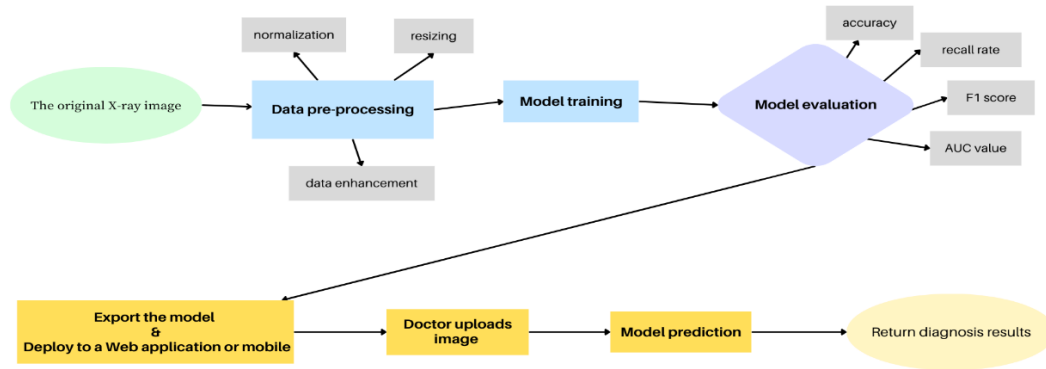 normalization
resizing
accuracy
recall rate
The original X-ray image
Data pre-processing
Model training
Model evaluation
F1 score
AUC value
data enhancement
Export the model
&
Deploy to a Web application or mobile
Doctor uploads
image
Model prediction
Return diagnosis results